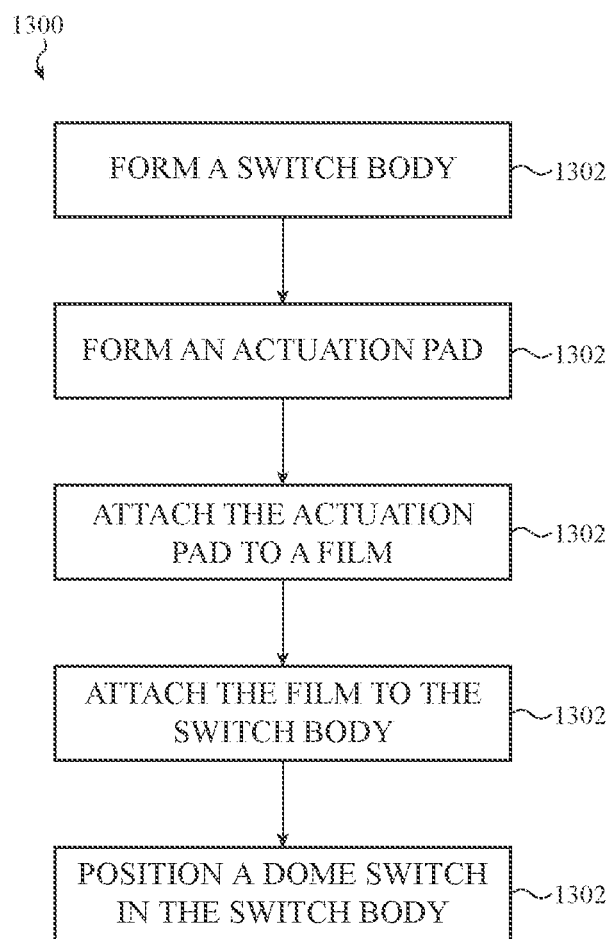 1300
FORM A SWITCH BODY
1302
FORM AN ACTUATION PAD
1302
ATTACH THE ACTUATION
PAD TO A FILM
1302
ATTACH THE FILM TO THE
SWITCH BODY
1302
POSITION A DOME SWITCH
IN THE SWITCH BODY
1302